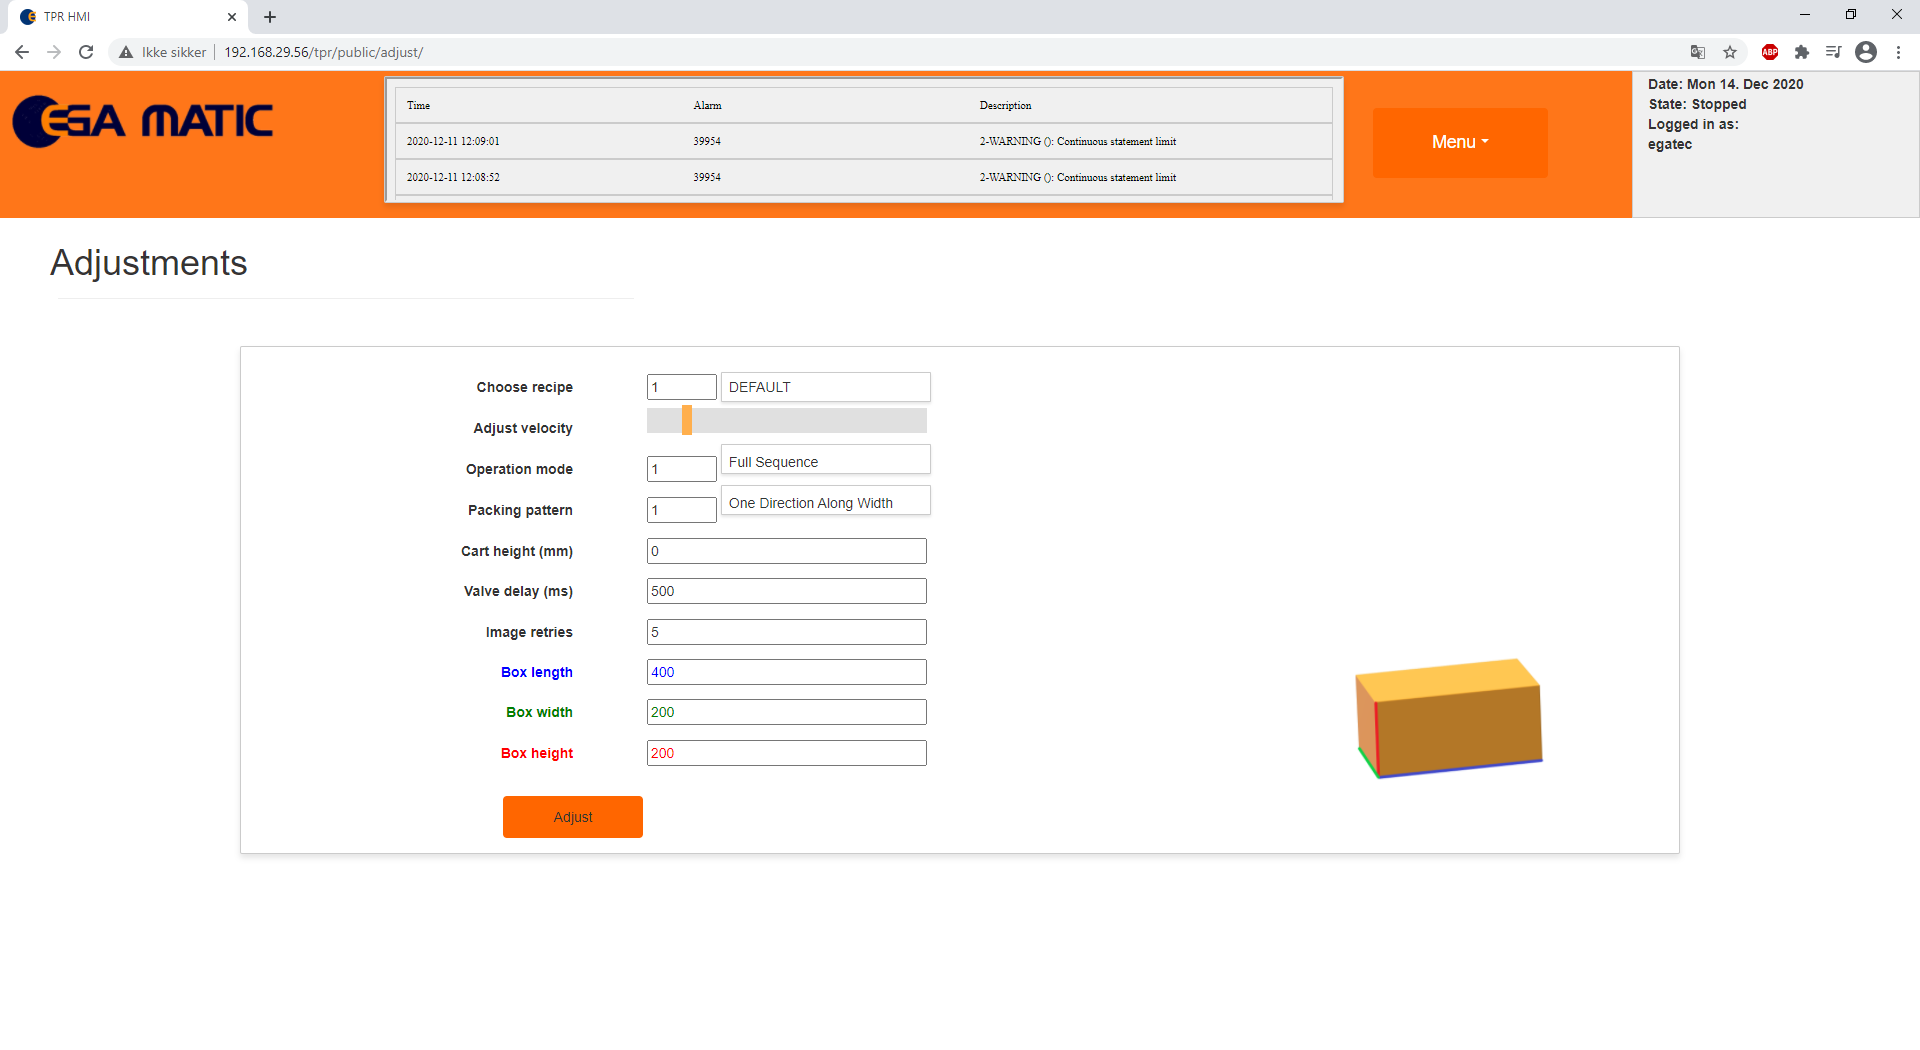 TPR HMI
Ikke sikker 192.168.29.56/tpr/public/adjust/
ABP
EGA MATIC
Time Alarm Description
2020-12-11 12:09:01 39954 2-WARNING (): Continuous statement limit
2020-12-11 12:08:52 39954 2-WARNING (): Continuous statement limit
Menu
Date: Mon 14. Dec 2020
State: Stopped
Logged in as:
egatec
Adjustments
Choose recipe 1 DEFAULT
Adjust velocity
Operation mode 1 Full Sequence
Packing pattern 1 One Direction Along Width
Cart height (mm) 0
Valve delay (ms) 500
Image retries 5
Box length 400
Box width 200
Box height 200
Adjust